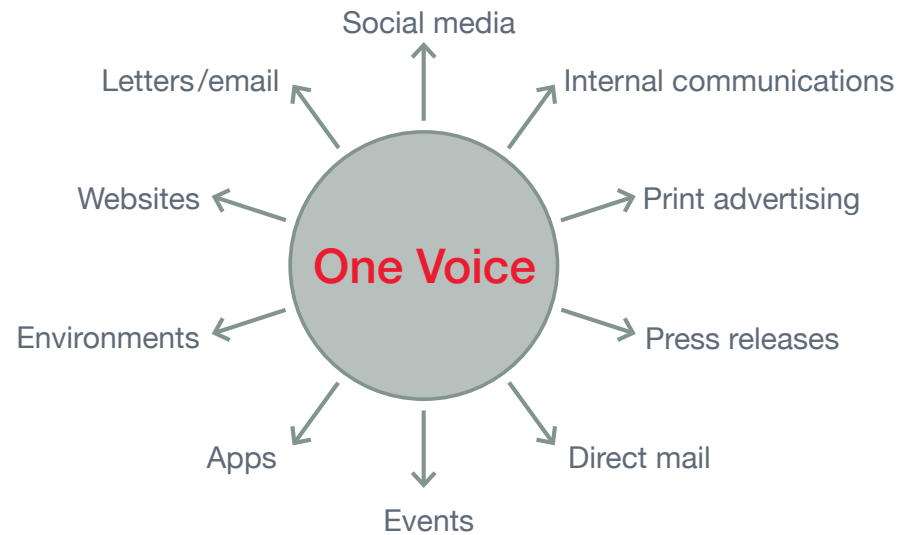 Social media
Letters/email
Internal communications
Websites
Print advertising
One Voice
Environments
Press releases
Apps
Direct mail
Events